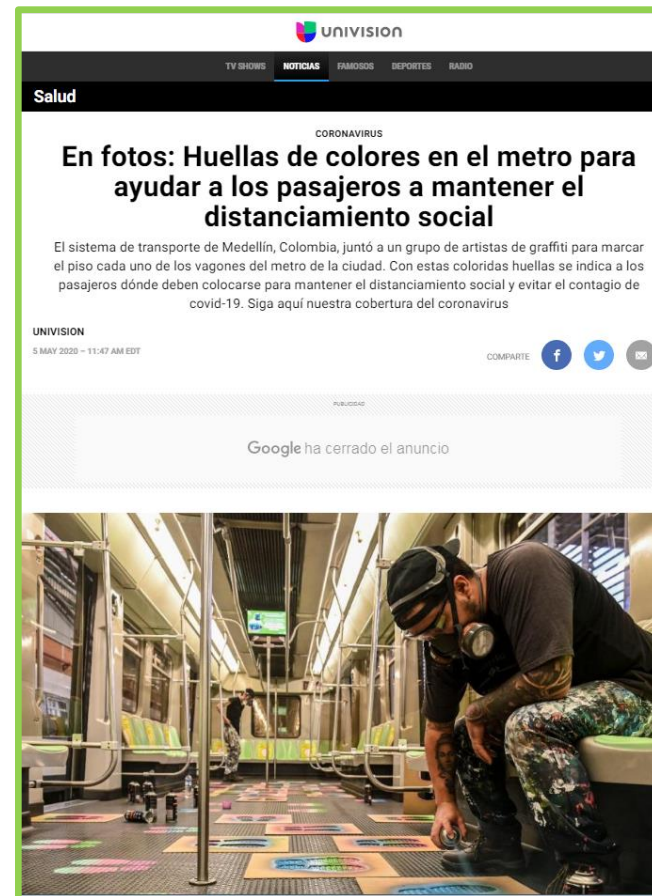 UNIVISION
TV SHOWS NOTICIAS FAMOSOS DEPORTES RADIO
Salud
CORONAVIRUS
En fotos: Huellas de colores en el metro para
ayudar a los pasajeros a mantener el
distanciamiento social
El sistema de transporte de Medellín, Colombia, juntó a un grupo de artistas de graffiti para marcar
el piso cada uno de los vagones del metro de la ciudad. Con estas coloridas huellas se indica a los
pasajeros dónde deben colocarse para mantener el distanciamiento social y evitar el contagio de
covid-19. Siga aquí nuestra cobertura del coronavirus
UNIVISION
5 MAY 2020 – 11:47 AM EDT
COMPARTE
PUBLICIDAD
Google ha cerrado el anuncio